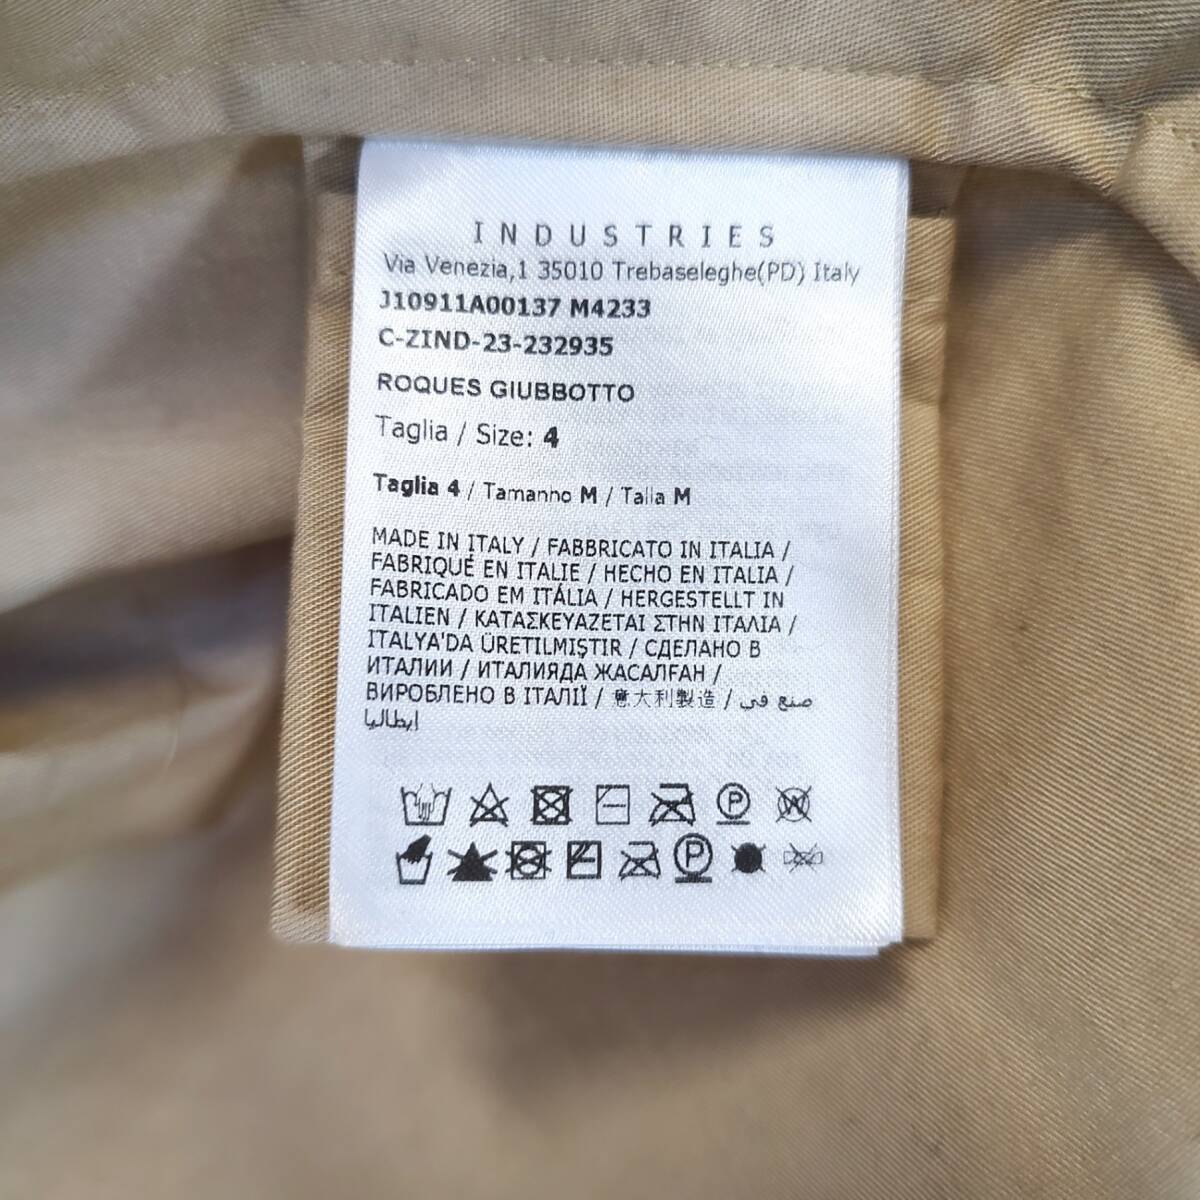 INDUSTRIES
Via Venezia,1 35010 Trebaseleghe(PD) Italy
J10911A00137 M4233
C-ZIND-23-232935
ROQUES GIUBBOTTO
Taglia / Size: 4
Taglia 4 / Tamanho M / Talla M
MADE IN ITALY / FABBRICATO IN ITALIA /
FABRIQUÉ EN ITALIE / HECHO EN ITALIA /
FABRICADO EM ITÁLIA / HERGESTELLT IN
ITALIEN / ΚΑΤΑΣΚΕΥΑΖΕΤΑΙ ΣΤΗΝ ΙΤΑΛΙΑ /
ITALYA'DA ÜRETILMIŞTIR / СДЕЛАНО В
ИТАЛИИ / ИТАЛИЯДА ЖАСАЛҒАН /
ВИРОБЛЕНО В ІТАЛІЇ / 意大利製造 / صنع في
إيطاليا
P W
P